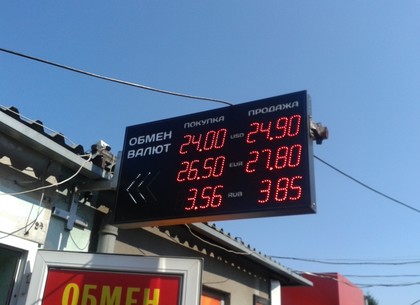 ПОКУПКА ПРОДАЖА
ОБМЕН ВАЛЮТ
24.00 USD 24.90
26.50 EUR 27.80
3.56 RUB 3.85
ОБМЕН